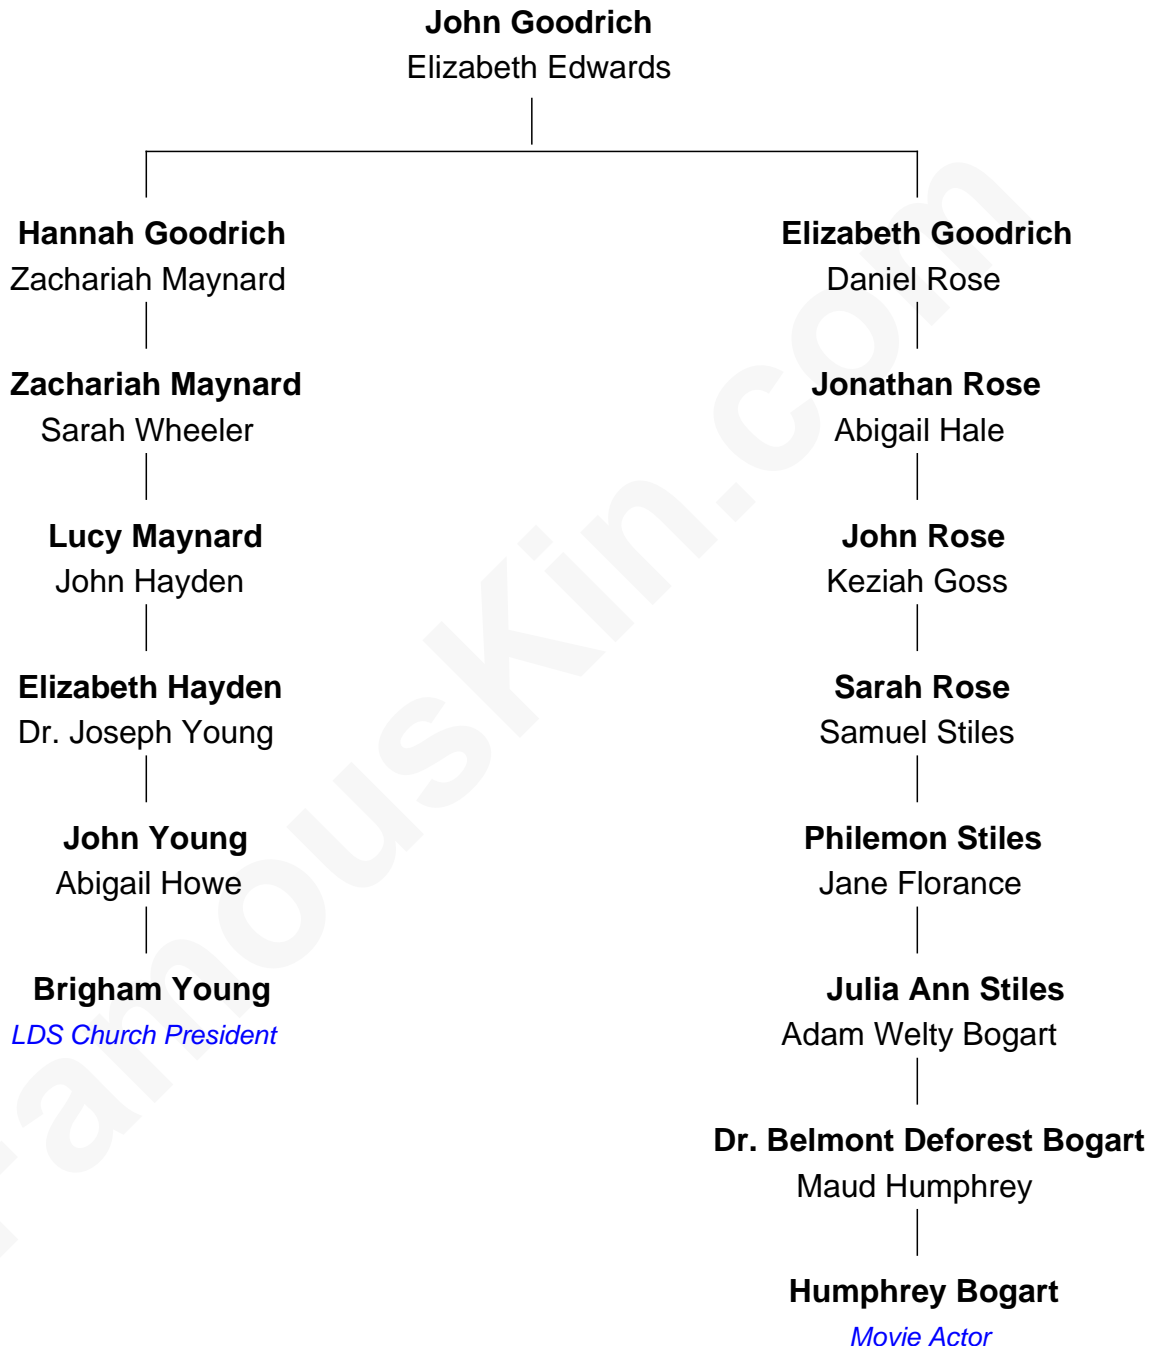 John Goodrich
Elizabeth Edwards
Hannah Goodrich
Zachariah Maynard
Elizabeth Goodrich
Daniel Rose
Zachariah Maynard
Sarah Wheeler
Jonathan Rose
Abigail Hale
Lucy Maynard
John Hayden
John Rose
Keziah Goss
Elizabeth Hayden
Dr. Joseph Young
Sarah Rose
Samuel Stiles
John Young
Abigail Howe
Philemon Stiles
Jane Florance
Brigham Young
LDS Church President
Julia Ann Stiles
Adam Welty Bogart
Dr. Belmont Deforest Bogart
Maud Humphrey
Humphrey Bogart
Movie Actor
FamousKin.com